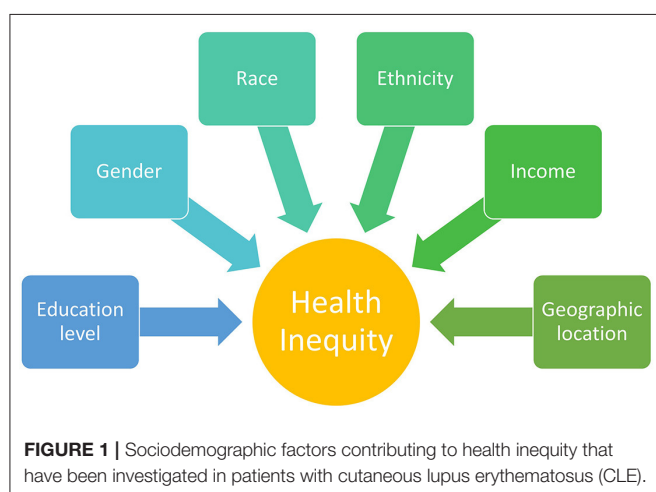 Race
Ethnicity
Gender
Income
Education
level
Health
Inequity
Geographic
location
FIGURE 1 | Sociodemographic factors contributing to health inequity that
have been investigated in patients with cutaneous lupus erythematosus (CLE).